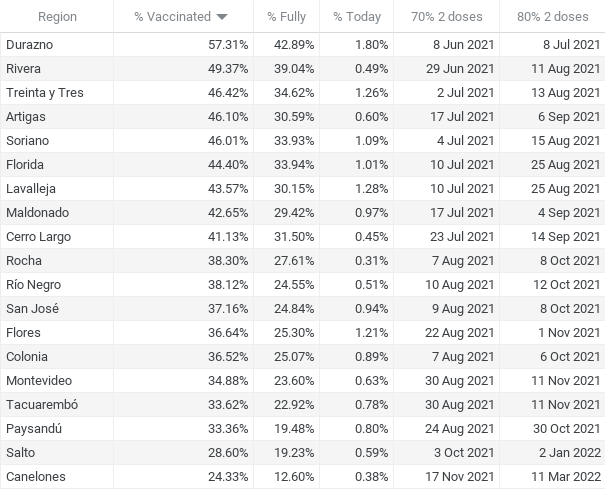 Region % Vaccinated % Fully % Today 70% 2 doses 80% 2 doses
Durazno 57.31% 42.89% 1.80% 8 Jun 2021 8 Jul 2021
Rivera 49.37% 39.04% 0.49% 29 Jun 2021 11 Aug 2021
Treinta y Tres 46.42% 34.62% 1.26% 2 Jul 2021 13 Aug 2021
Artigas 46.10% 30.59% 0.60% 17 Jul 2021 6 Sep 2021
Soriano 46.01% 33.93% 1.09% 4 Jul 2021 15 Aug 2021
Florida 44.40% 33.94% 1.01% 10 Jul 2021 25 Aug 2021
Lavalleja 43.57% 30.15% 1.28% 10 Jul 2021 25 Aug 2021
Maldonado 42.65% 29.42% 0.97% 17 Jul 2021 4 Sep 2021
Cerro Largo 41.13% 31.50% 0.45% 23 Jul 2021 14 Sep 2021
Rocha 38.30% 27.61% 0.31% 7 Aug 2021 8 Oct 2021
Río Negro 38.12% 24.55% 0.51% 10 Aug 2021 12 Oct 2021
San José 37.16% 24.84% 0.94% 9 Aug 2021 8 Oct 2021
Flores 36.64% 25.30% 1.21% 22 Aug 2021 1 Nov 2021
Colonia 36.52% 25.07% 0.89% 7 Aug 2021 6 Oct 2021
Montevideo 34.88% 23.60% 0.63% 30 Aug 2021 11 Nov 2021
Tacuarembó 33.62% 22.92% 0.78% 30 Aug 2021 11 Nov 2021
Paysandú 33.36% 19.48% 0.80% 24 Aug 2021 30 Oct 2021
Salto 28.60% 19.23% 0.59% 3 Oct 2021 2 Jan 2022
Canelones 24.33% 12.60% 0.38% 17 Nov 2021 11 Mar 2022